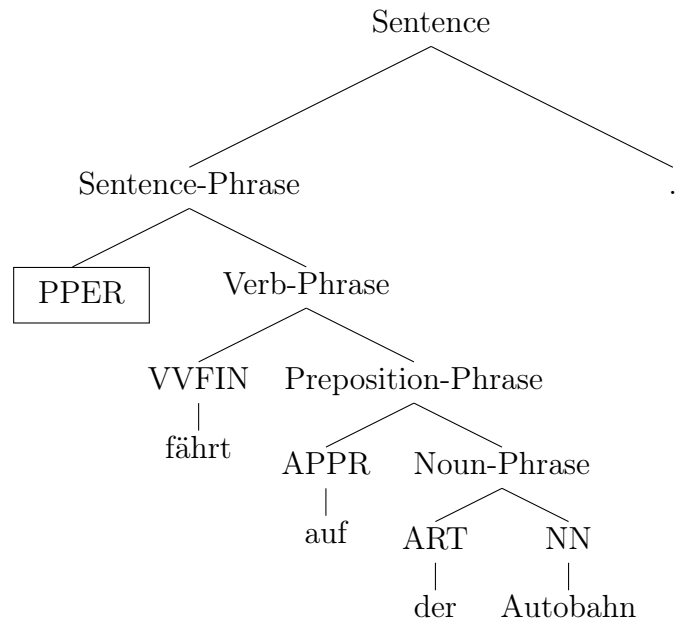 Sentence
Sentence-Phrase .
PPER Verb-Phrase
VVFIN Preposition-Phrase
fährt APPR Noun-Phrase
auf ART NN
der Autobahn